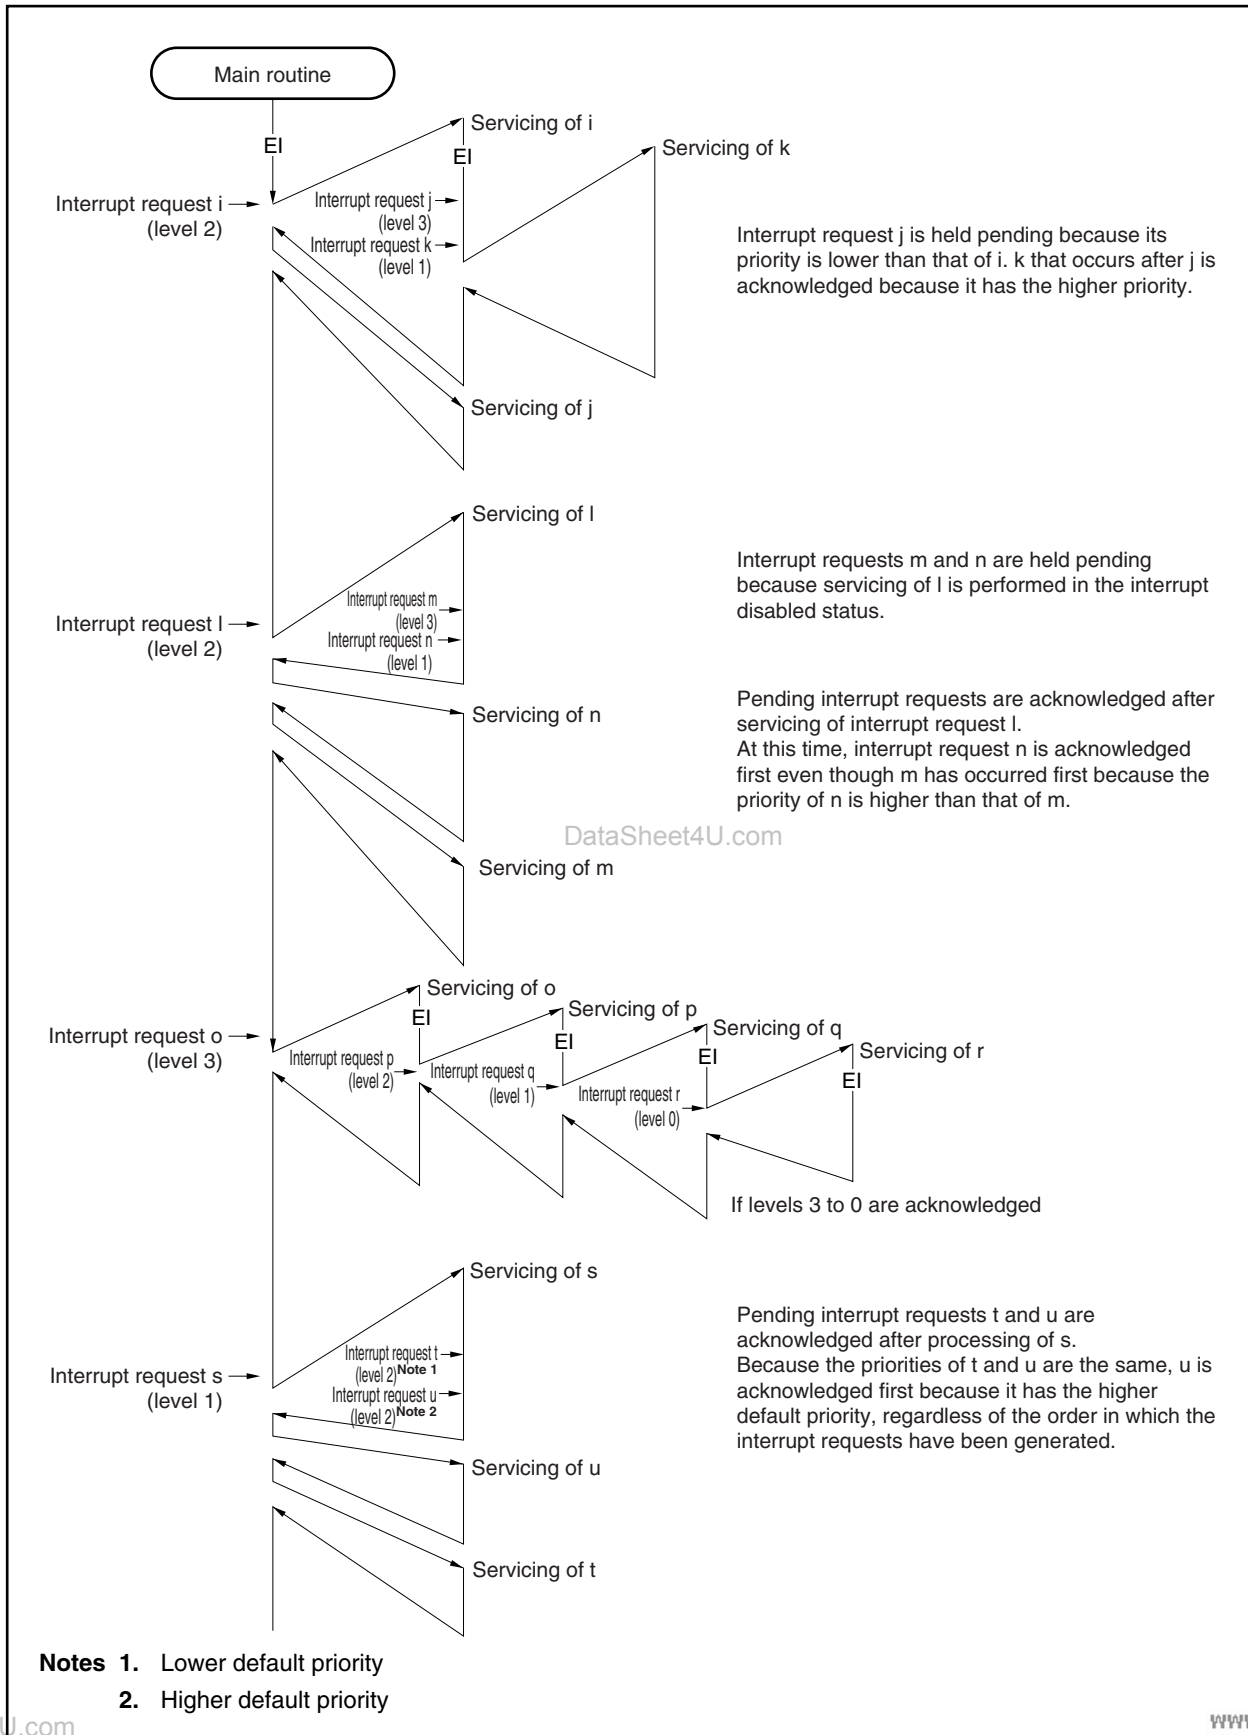 Main routine
EI
Servicing of i
EI
Servicing of k
Interrupt request i
(level 2)
Interrupt request j
(level 3)
Interrupt request k
(level 1)
Interrupt request j is held pending because its
priority is lower than that of i. k that occurs after j is
acknowledged because it has the higher priority.
Servicing of j
Servicing of l
Interrupt request l
(level 2)
Interrupt request m
(level 3)
Interrupt request n
(level 1)
Interrupt requests m and n are held pending
because servicing of l is performed in the interrupt
disabled status.
Servicing of n
Pending interrupt requests are acknowledged after
servicing of interrupt request l.
At this time, interrupt request n is acknowledged
first even though m has occurred first because the
priority of n is higher than that of m.
DataSheet4U.com
Servicing of m
Servicing of o
EI
Servicing of p
EI
Servicing of q
EI
Servicing of r
EI
Interrupt request o
(level 3)
Interrupt request p
(level 2)
Interrupt request q
(level 1)
Interrupt request r
(level 0)
If levels 3 to 0 are acknowledged
Servicing of s
Interrupt request s
(level 1)
Interrupt request t
(level 2) Note 1
Interrupt request u
(level 2) Note 2
Pending interrupt requests t and u are
acknowledged after processing of s.
Because the priorities of t and u are the same, u is
acknowledged first because it has the higher
default priority, regardless of the order in which the
interrupt requests have been generated.
Servicing of u
Servicing of t
Notes 1. Lower default priority
2. Higher default priority
U.com